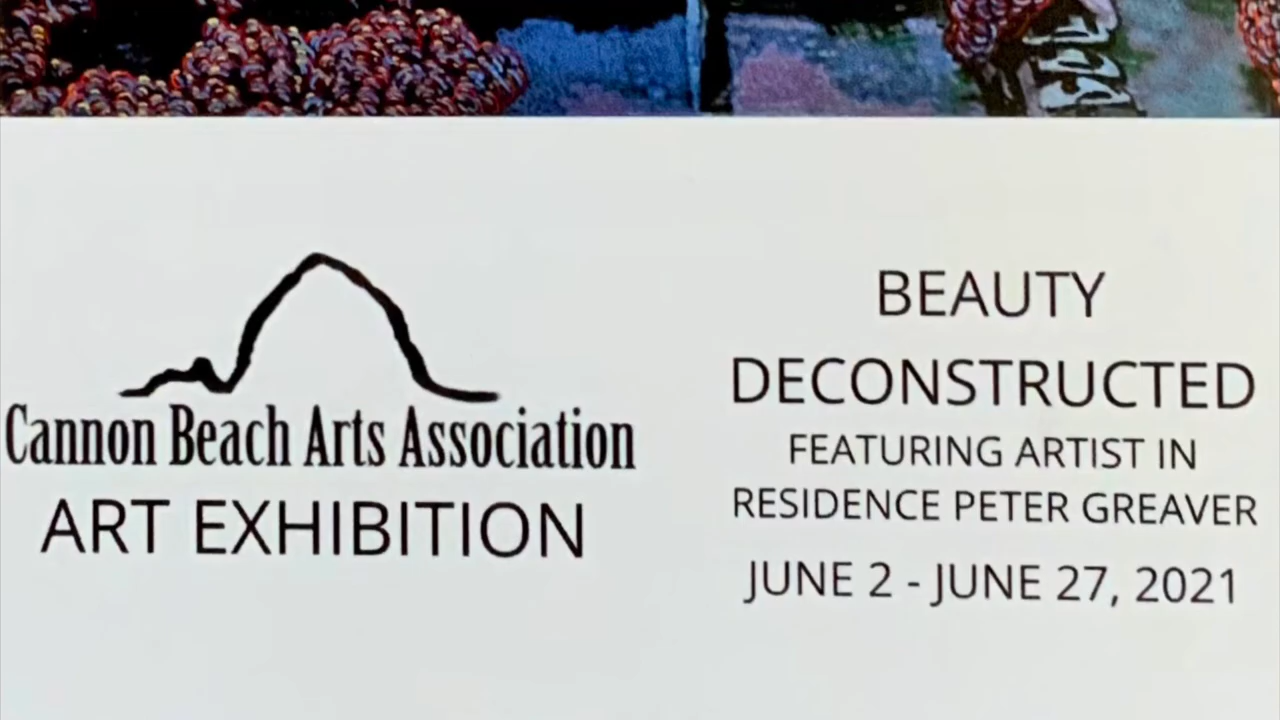 Cannon Beach Arts Association
ART EXHIBITION
BEAUTY
DECONSTRUCTED
FEATURING ARTIST IN
RESIDENCE PETER GREAVER
JUNE 2 - JUNE 27, 2021